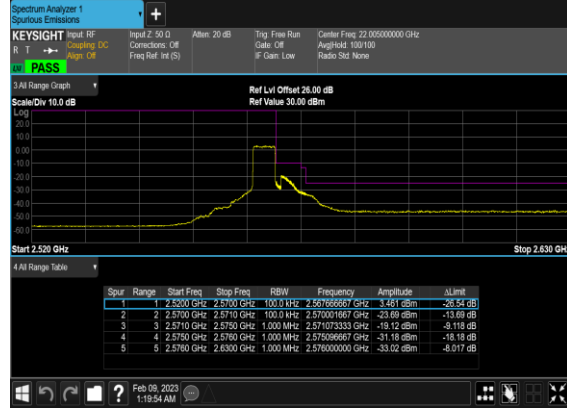 Spectrum Analyzer 1
Spurious Emissions
+
KEYSIGHT Input: RF Input Z: 50 Ω Atten: 20 dB Trig: Free Run Center Freq: 22.005000000 GHz
R T Coupling: DC Corrections: Off Gate: Off Avg|Hold: 100/100
Align: Off Freq Ref: Int (S) IF Gain: Low Radio Std: None
PASS
3 All Range Graph
Ref Lvl Offset 26.00 dB
Scale/Div 10.0 dB Ref Value 30.00 dBm
Log
20.0
10.0
0.00
-10.0
-20.0
-30.0
-40.0
-50.0
-60.0
Start 2.520 GHz Stop 2.630 GHz
4 All Range Table
Spur Range Start Freq Stop Freq RBW Frequency Amplitude ΔLimit
1 1 2.5200 GHz 2.5700 GHz 100.0 kHz 2.567666667 GHz 3.461 dBm -26.54 dB
2 2 2.5700 GHz 2.5710 GHz 100.0 kHz 2.570001667 GHz -23.69 dBm -13.69 dB
3 3 2.5710 GHz 2.5750 GHz 1.000 MHz 2.571073333 GHz -19.12 dBm -9.118 dB
4 4 2.5750 GHz 2.5760 GHz 1.000 MHz 2.575096667 GHz -31.18 dBm -18.18 dB
5 5 2.5760 GHz 2.6300 GHz 1.000 MHz 2.576000000 GHz -33.02 dBm -8.017 dB
? Feb 09, 2023
1:19:54 AM